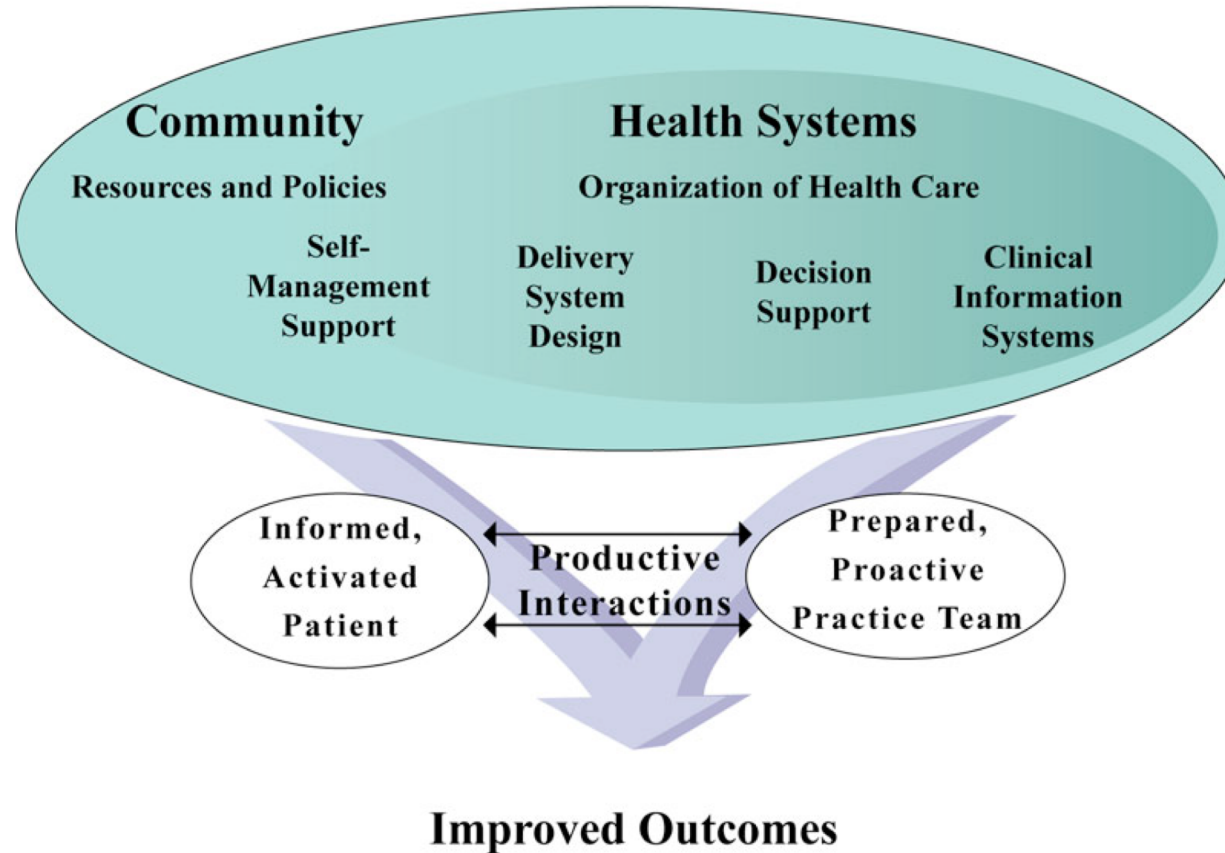 Community
Health Systems
Resources and Policies
Organization of Health Care
Self-
Management
Support
Delivery
System
Design
Decision
Support
Clinical
Information
Systems
Informed,
Activated
Patient
Productive
Interactions
Prepared,
Proactive
Practice Team
Improved Outcomes